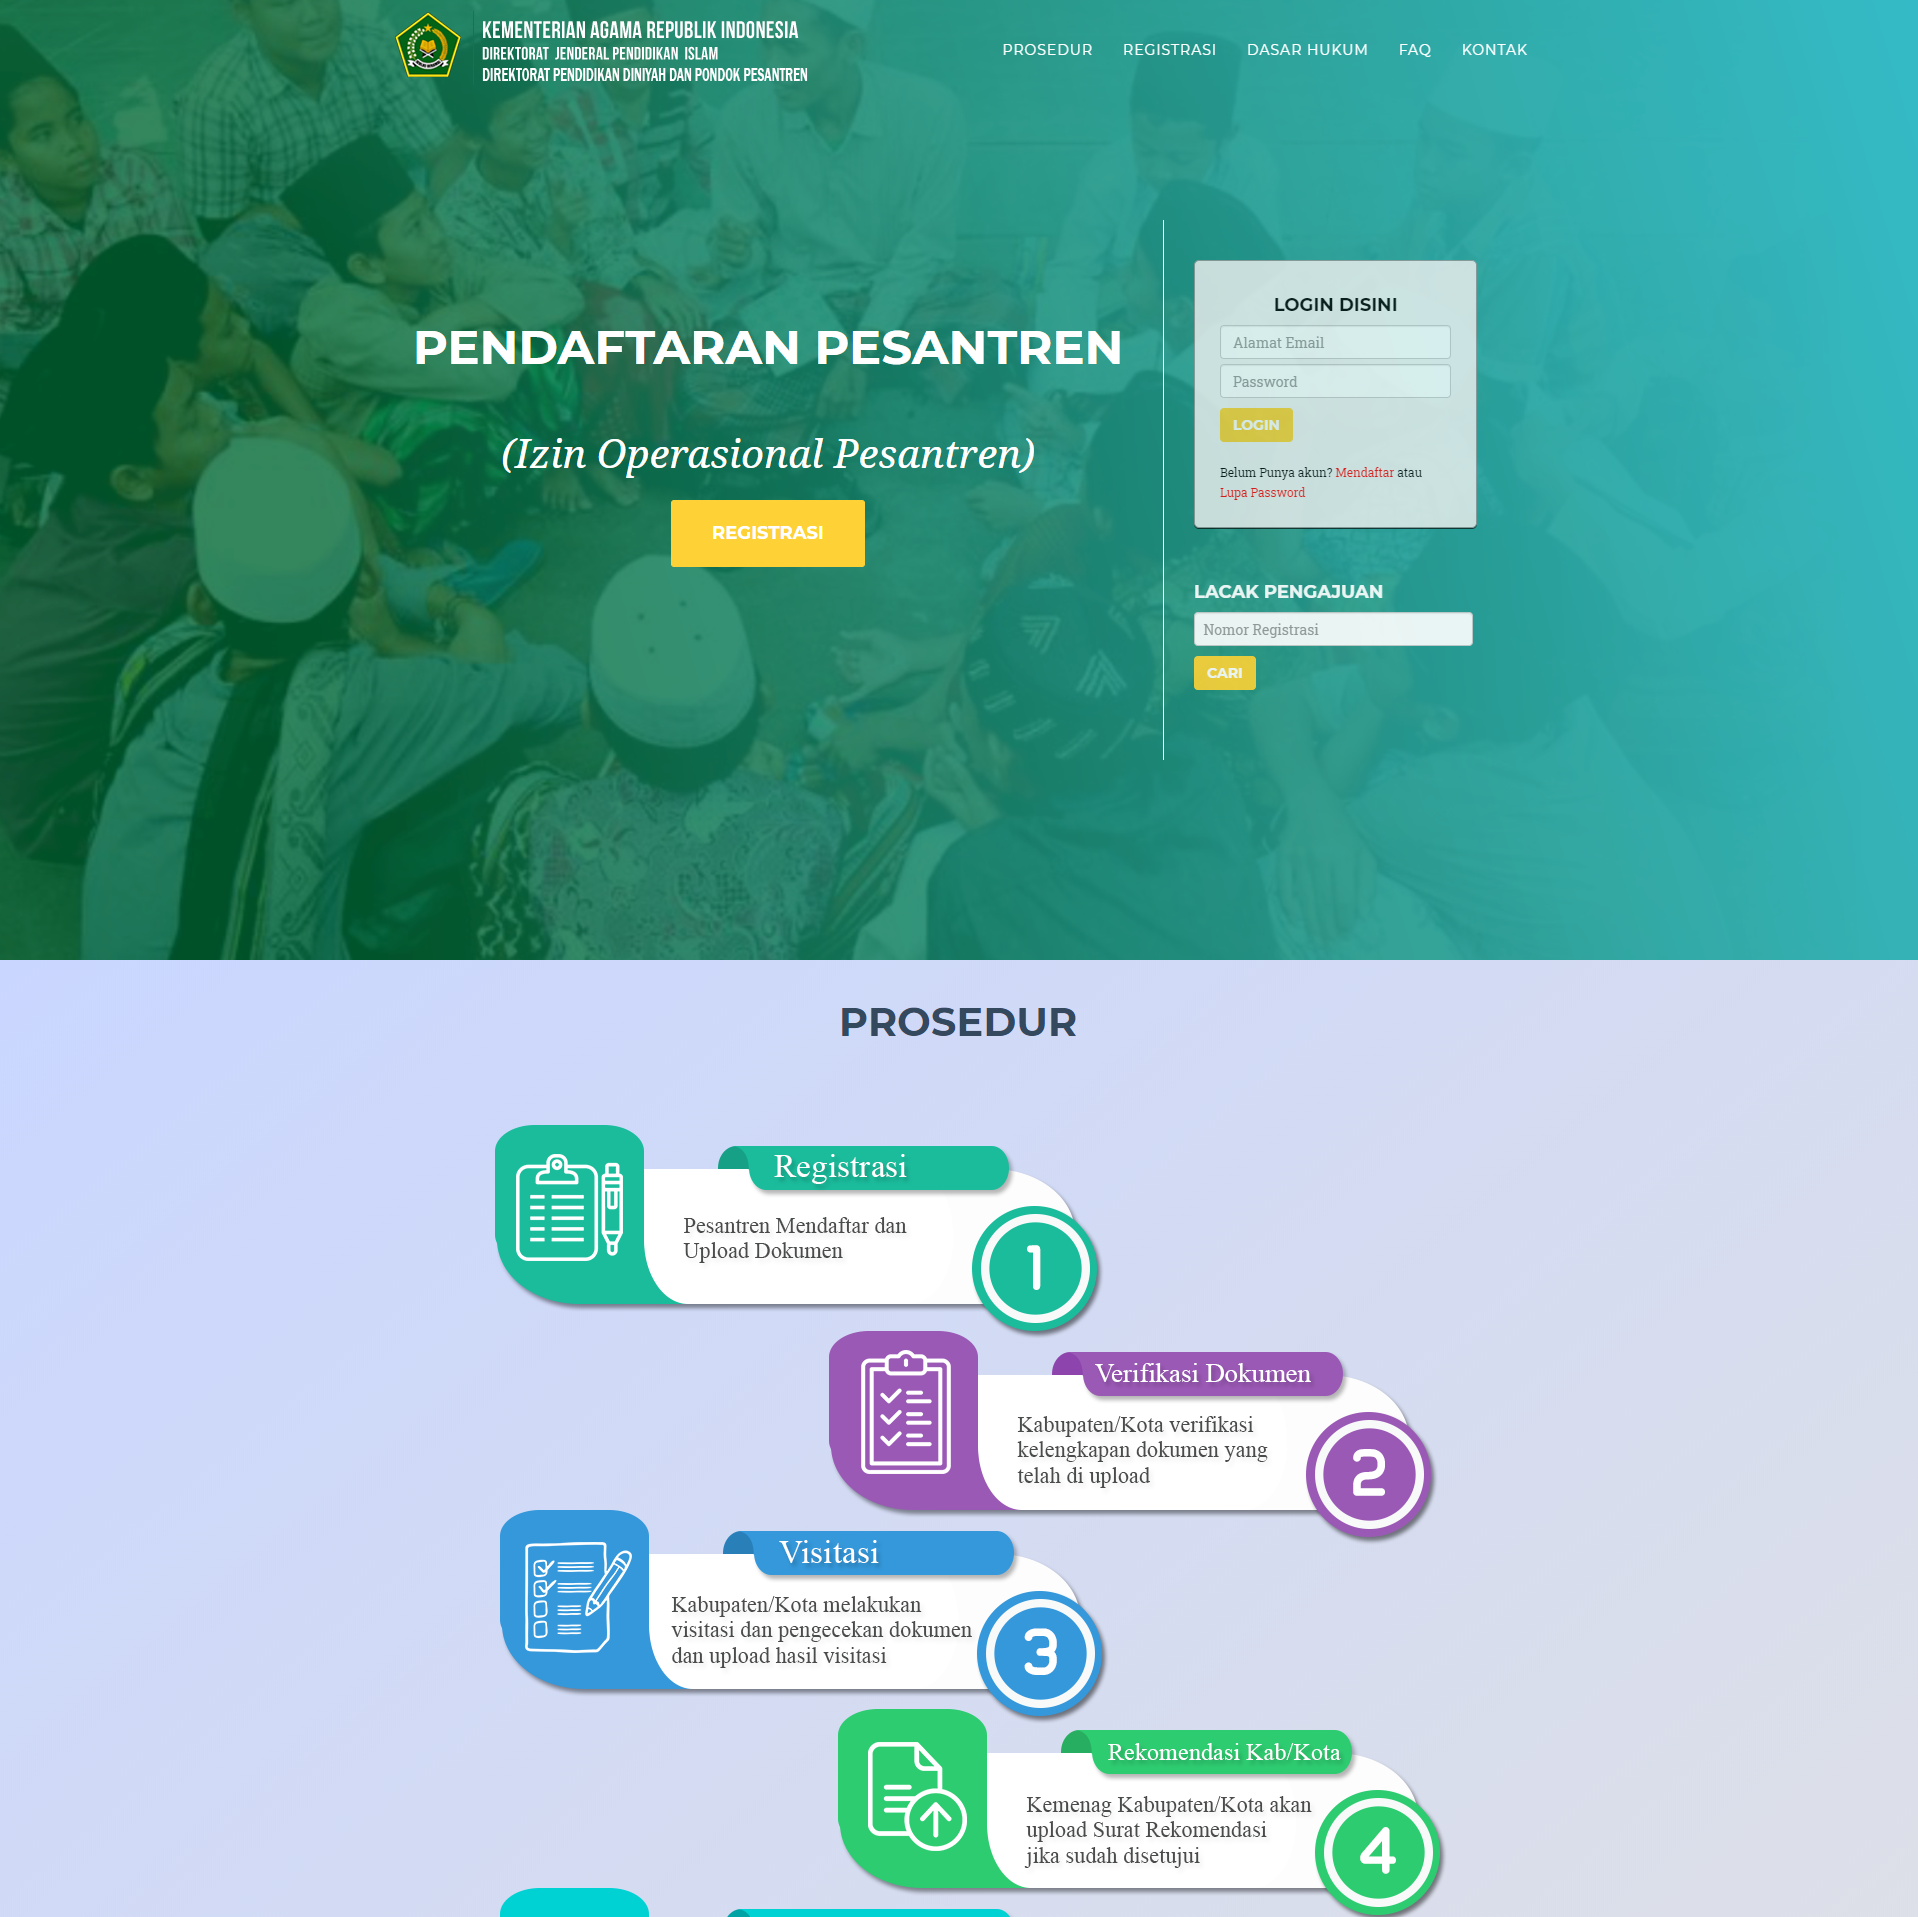 KEMENTERIAN AGAMA REPUBLIK INDONESIA
DIREKTORAT JENDERAL PENDIDIKAN ISLAM
DIREKTORAT PENDIDIKAN DINIYAH DAN PONDOK PESANTREN
PROSEDUR REGISTRASI DASAR HUKUM FAQ KONTAK
PENDAFTARAN PESANTREN
(Izin Operasional Pesantren)
REGISTRASI
LOGIN DISINI
Alamat Email
Password
LOGIN
Belum Punya akun? Mendaftar atau
Lupa Password
LACAK PENGAJUAN
Nomor Registrasi
CARI
PROSEDUR
Registrasi
Pesantren Mendaftar dan
Upload Dokumen
1
Verifikasi Dokumen
Kabupaten/Kota verifikasi
kelengkapan dokumen yang
telah di upload
2
Visitasi
Kabupaten/Kota melakukan
visitasi dan pengecekan dokumen
dan upload hasil visitasi
3
Rekomendasi Kab/Kota
Kemenag Kabupaten/Kota akan
upload Surat Rekomendasi
jika sudah disetujui
4